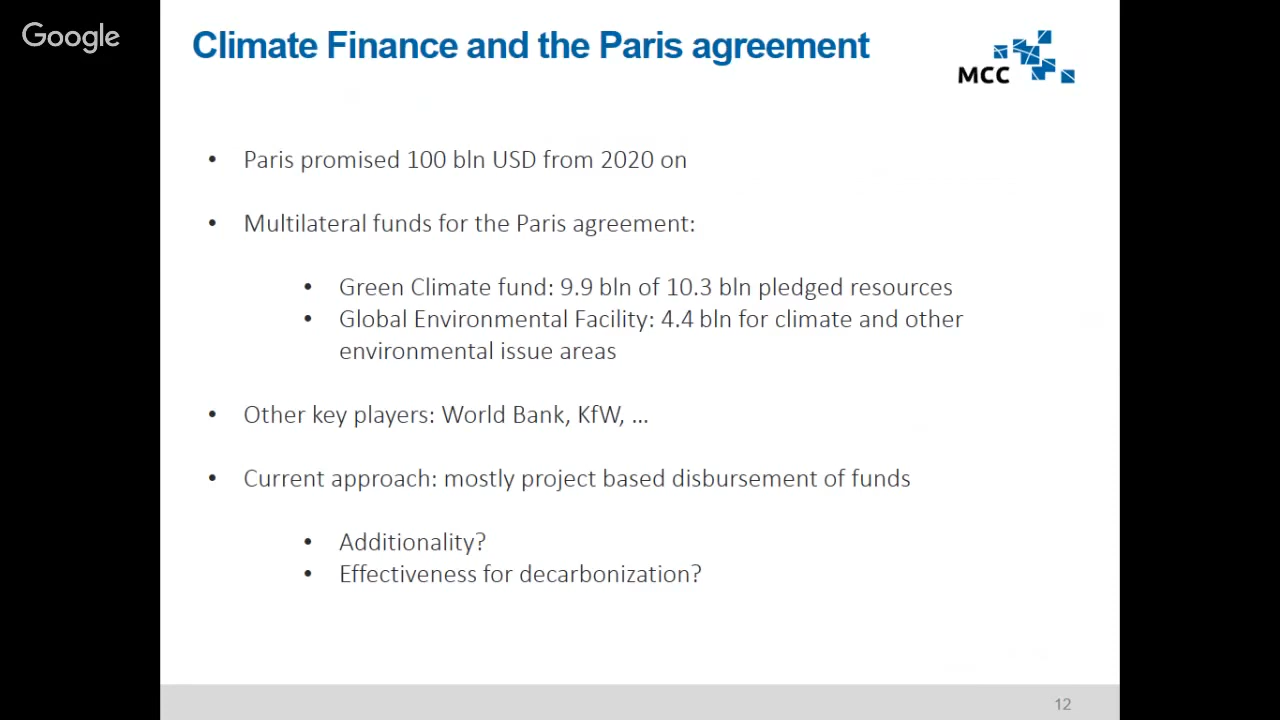 Google
Climate Finance and the Paris agreement
MCC
• Paris promised 100 bln USD from 2020 on
• Multilateral funds for the Paris agreement:
• Green Climate fund: 9.9 bln of 10.3 bln pledged resources
• Global Environmental Facility: 4.4 bln for climate and other
environmental issue areas
• Other key players: World Bank, KfW, ...
• Current approach: mostly project based disbursement of funds
• Additionality?
• Effectiveness for decarbonization?
12